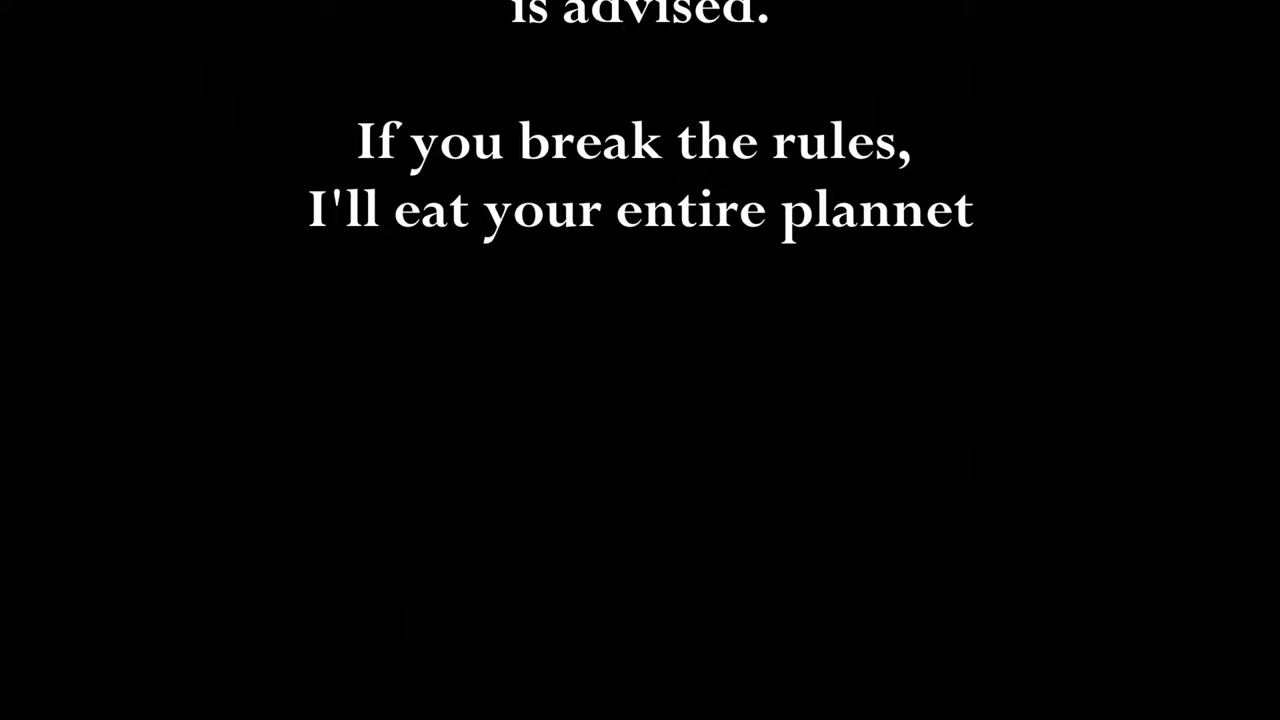 is advised.
If you break the rules,
I'll eat your entire plannet